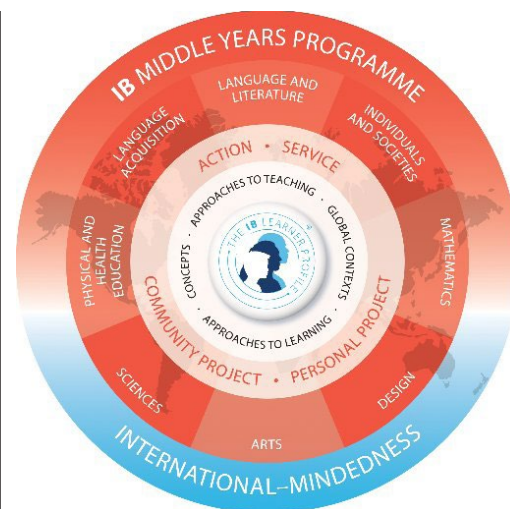 IB MIDDLE YEARS PROGRAMME
LANGUAGE AND
LITERATURE
LANGUAGE
ACQUISITION
INDIVIDUALS
AND SOCIETIES
PHYSICAL AND
HEALTH
EDUCATION
MATHEMATICS
SCIENCES
ARTS
DESIGN
ACTION • SERVICE
COMMUNITY PROJECT • PERSONAL PROJECT
APPROACHES TO TEACHING ·
GLOBAL CONTEXTS ·
APPROACHES TO LEARNING ·
CONCEPTS ·
THE IB LEARNER PROFILE
INTERNATIONAL–MINDEDNESS